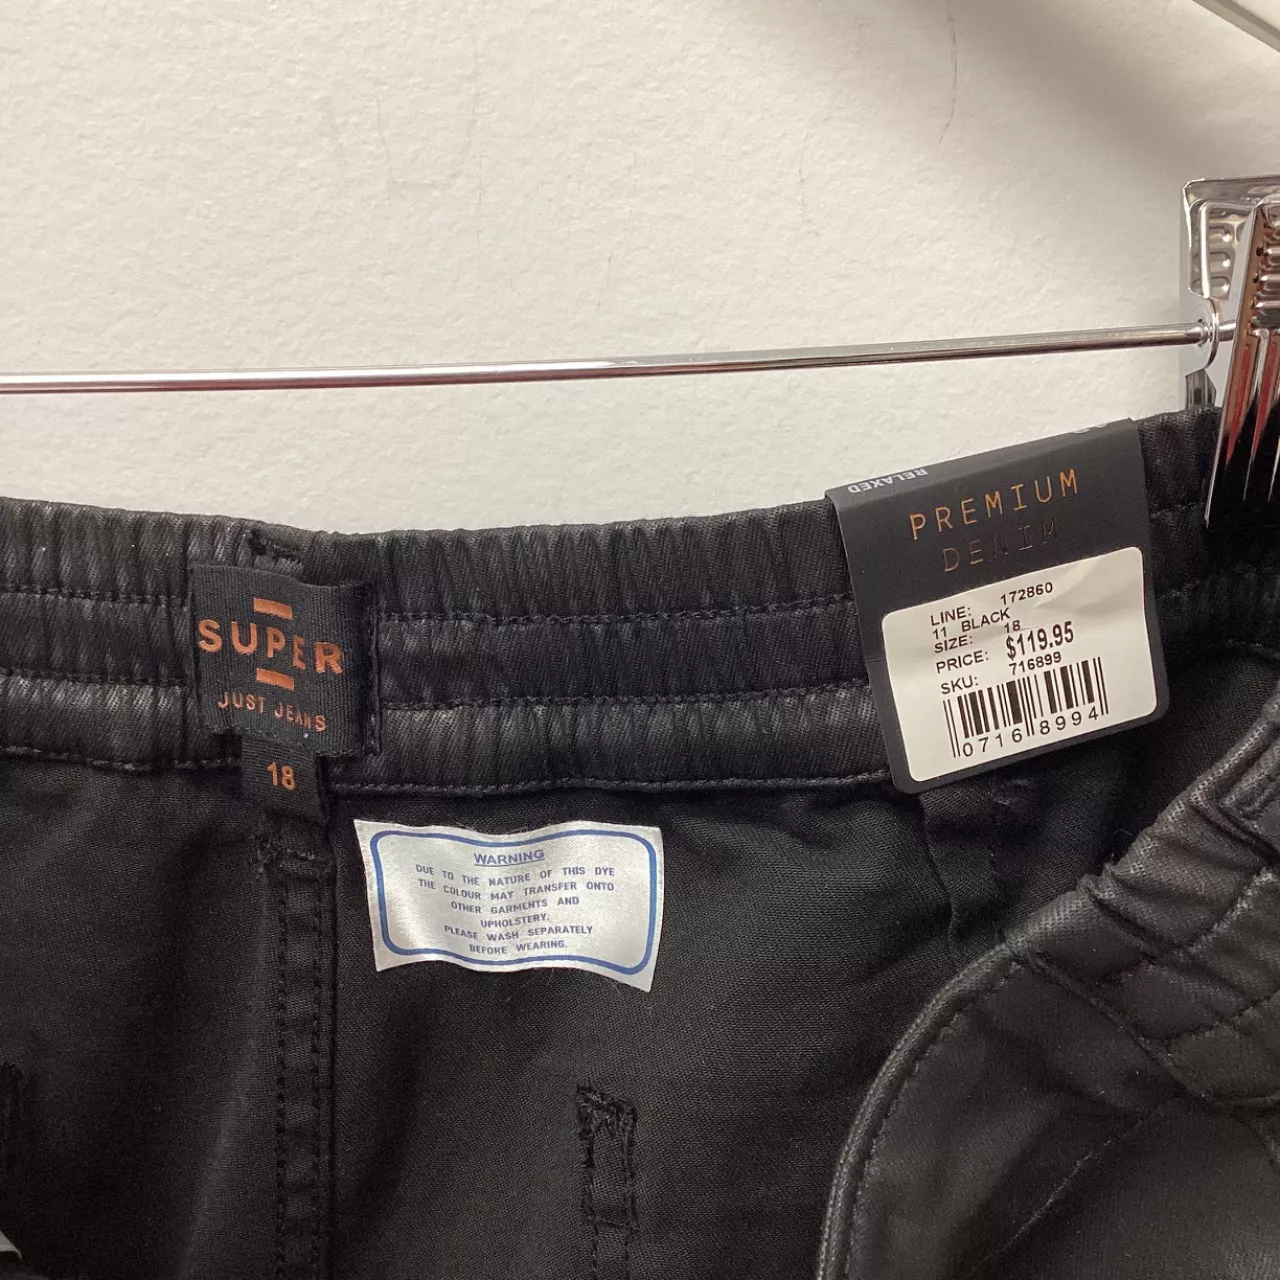 RELAXED
PREMIUM
DENIM
LINE: 172860
11 BLACK
SIZE: 18
PRICE: $119.95
SKU: 716899
0716 8994
SUPER
JUST JEANS
18
WARNING
DUE TO THE NATURE OF THIS DYE
THE COLOUR MAY TRANSFER ONTO
OTHER GARMENTS AND
UPHOLSTERY.
PLEASE WASH SEPARATELY
BEFORE WEARING.